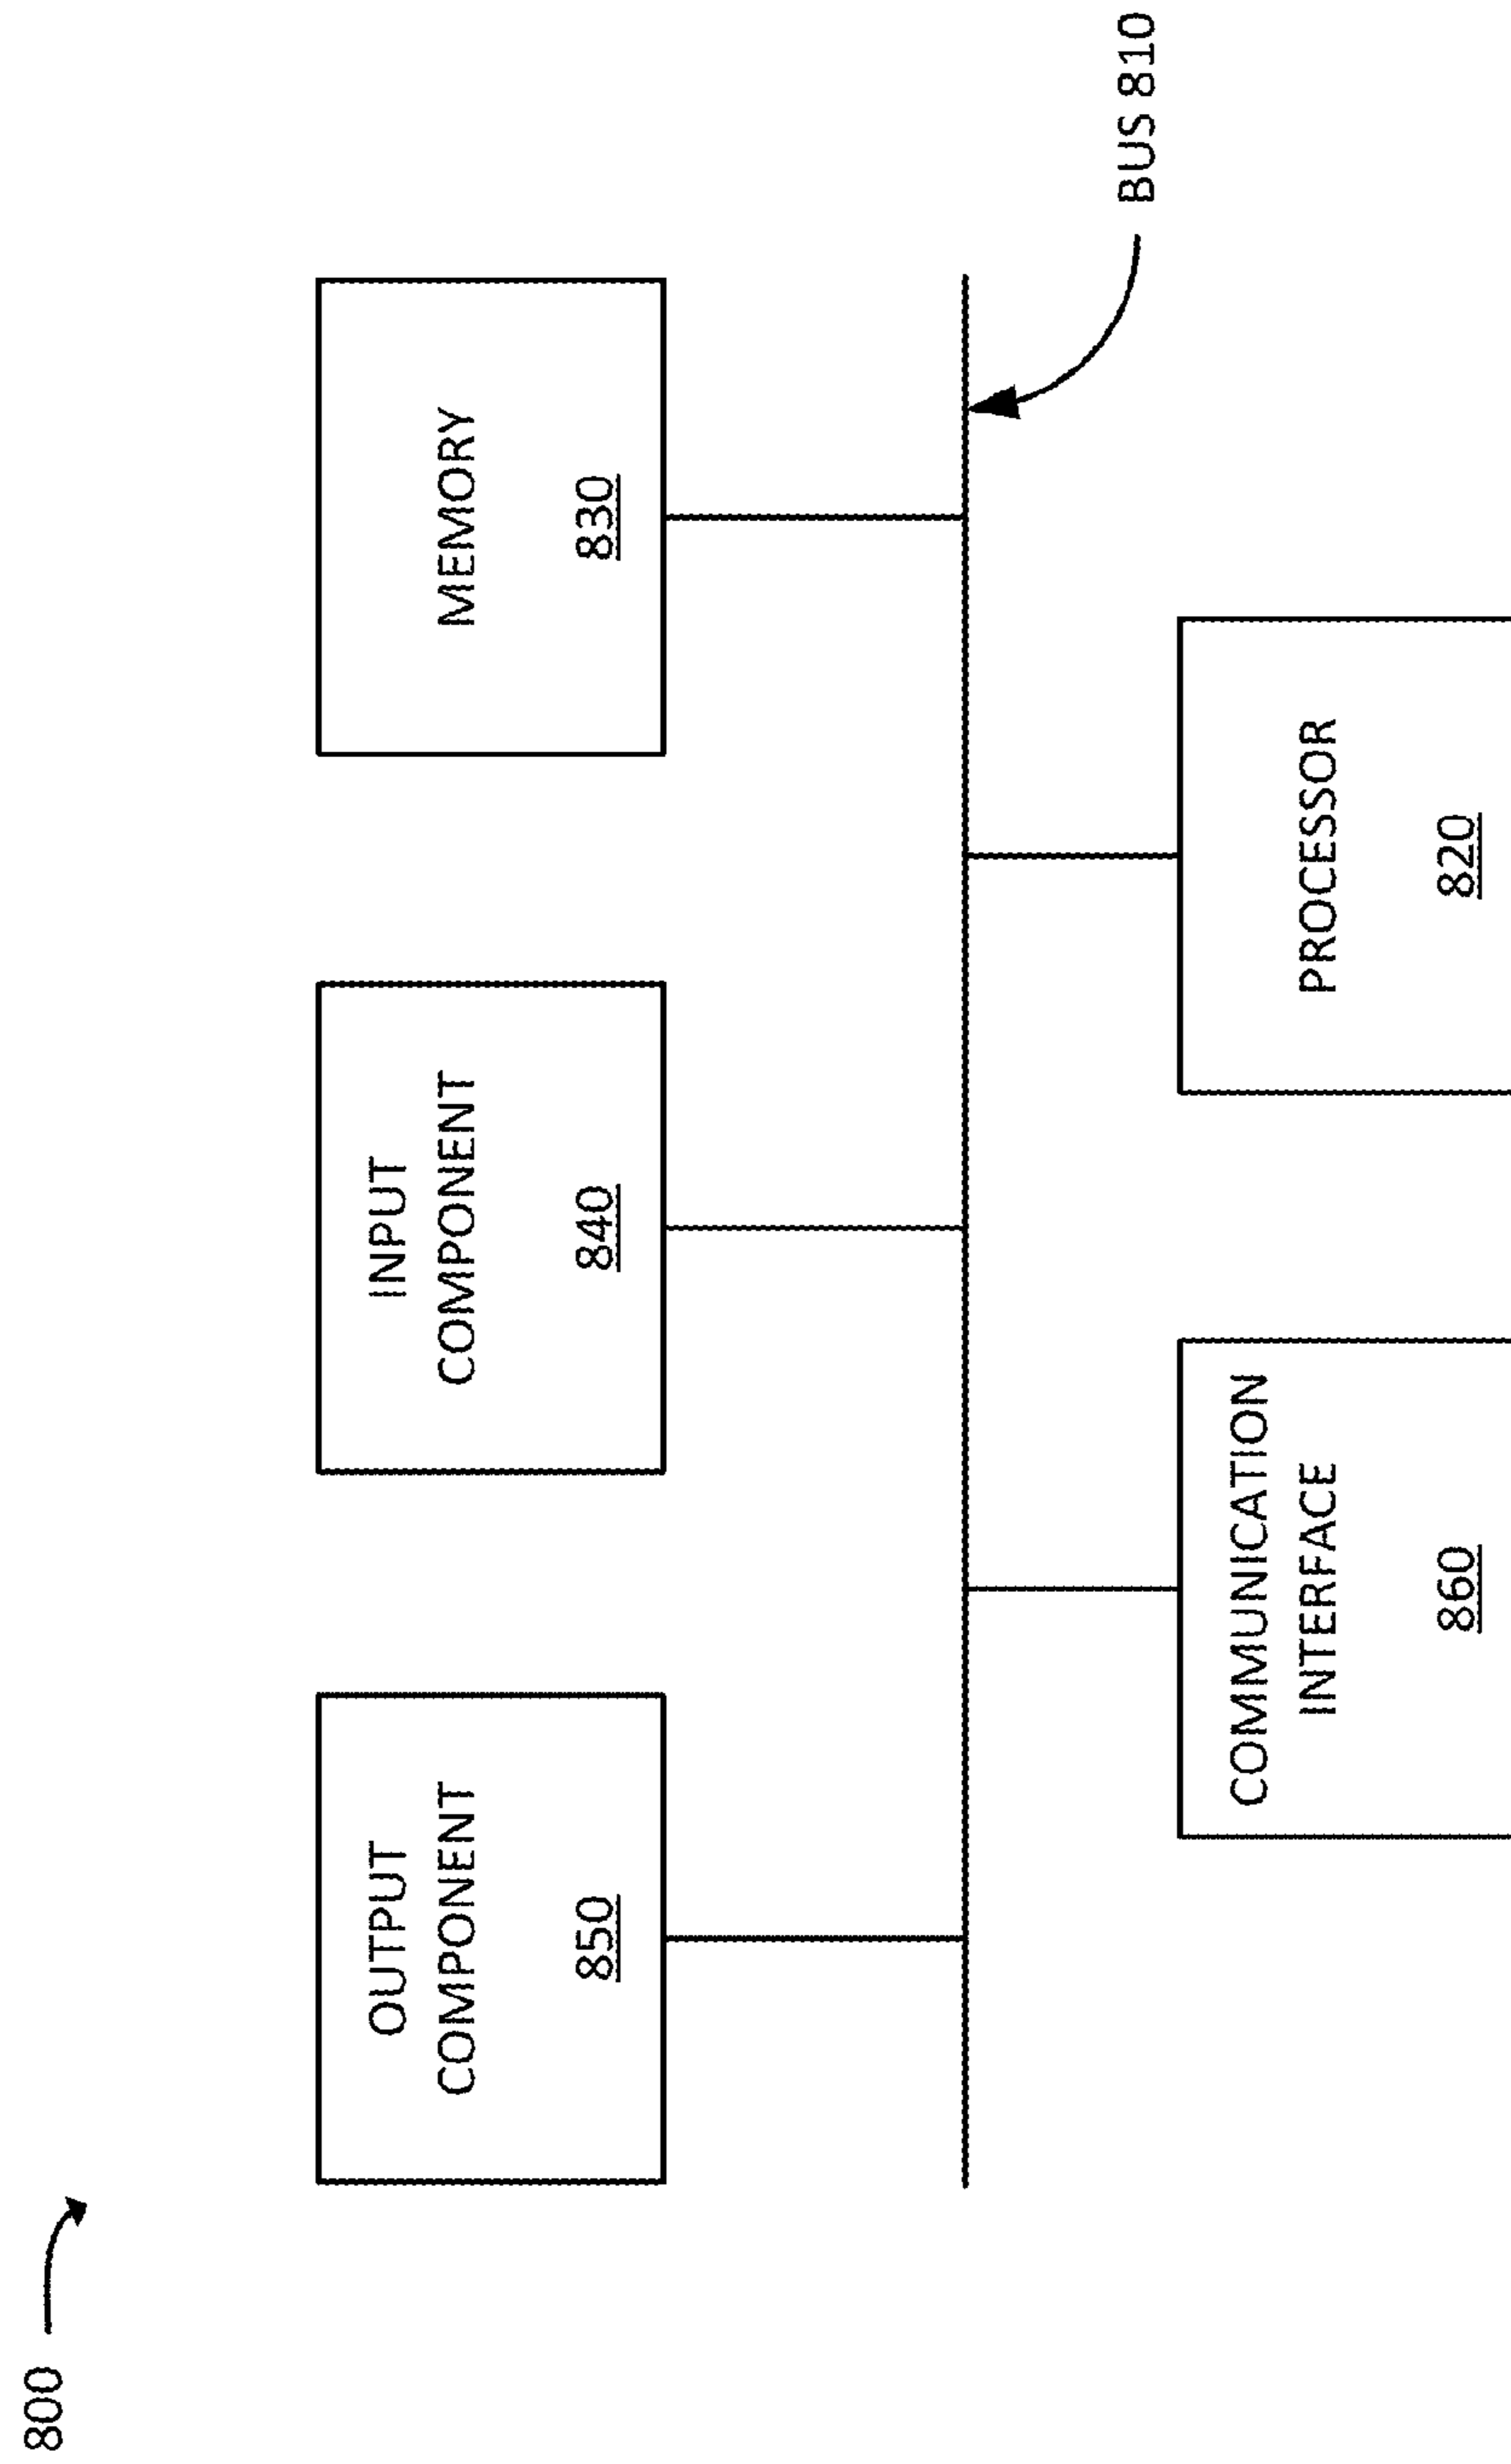 800
OUTPUT
COMPONENT
850
INPUT
COMPONENT
840
MEMORY
830
BUS 810
COMMUNICATION
INTERFACE
860
PROCESSOR
820